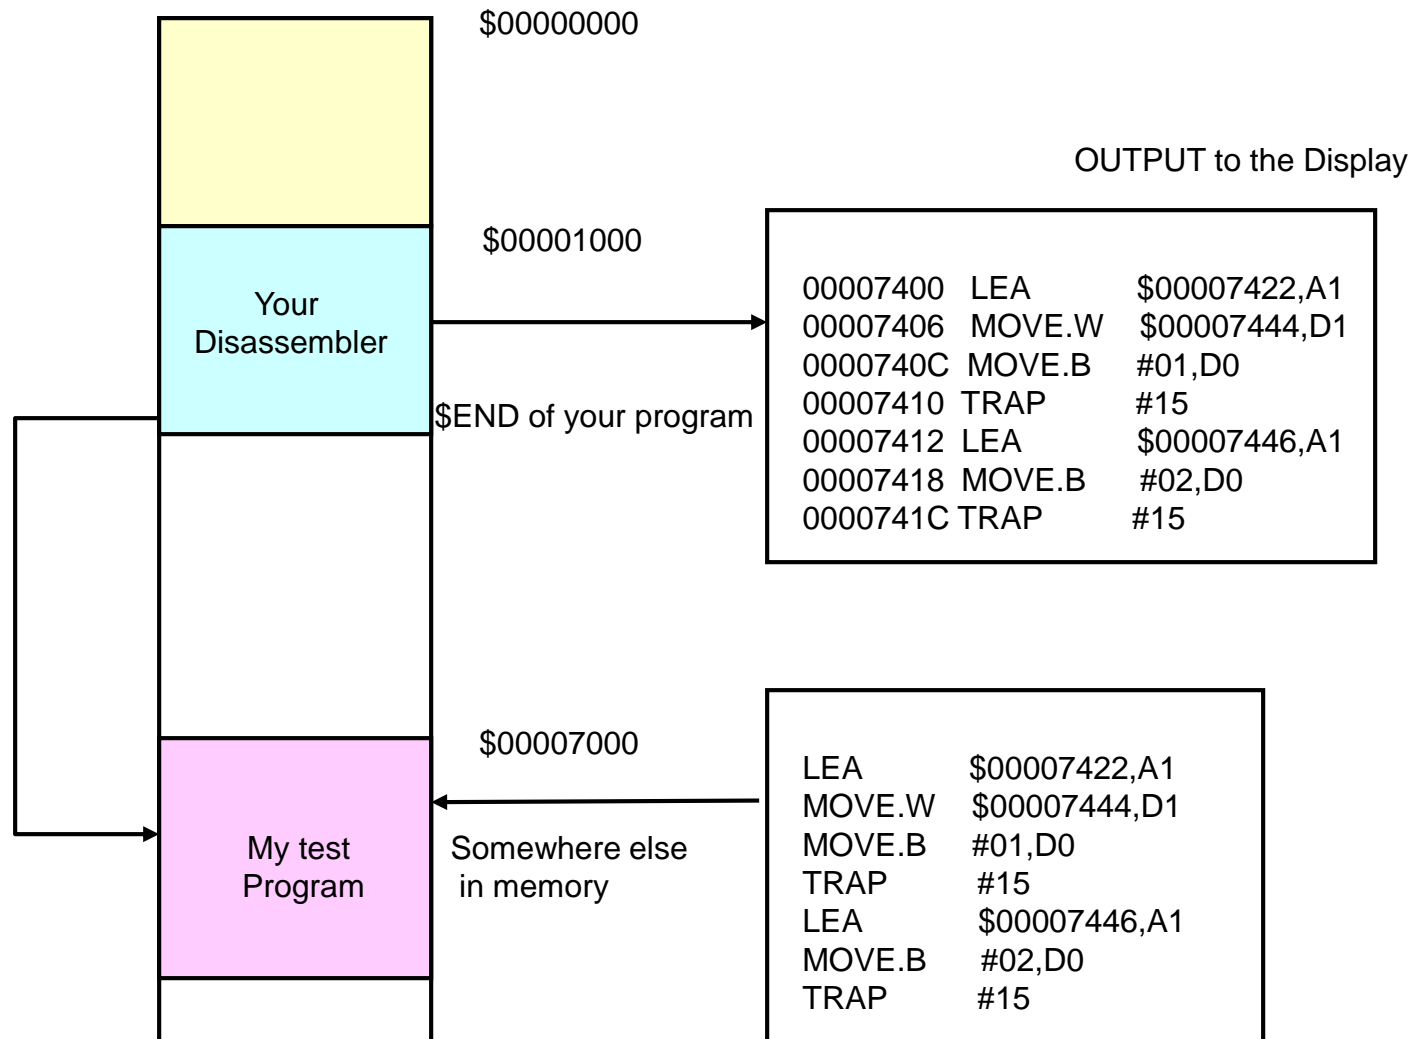 $00000000
OUTPUT to the Display
$00001000
Your
Disassembler
$END of your program
00007400 LEA $00007422,A1
00007406 MOVE.W $00007444,D1
0000740C MOVE.B #01,D0
00007410 TRAP #15
00007412 LEA $00007446,A1
00007418 MOVE.B #02,D0
0000741C TRAP #15
$00007000
My test
Program
Somewhere else
in memory
LEA $00007422,A1
MOVE.W $00007444,D1
MOVE.B #01,D0
TRAP #15
LEA $00007446,A1
MOVE.B #02,D0
TRAP #15